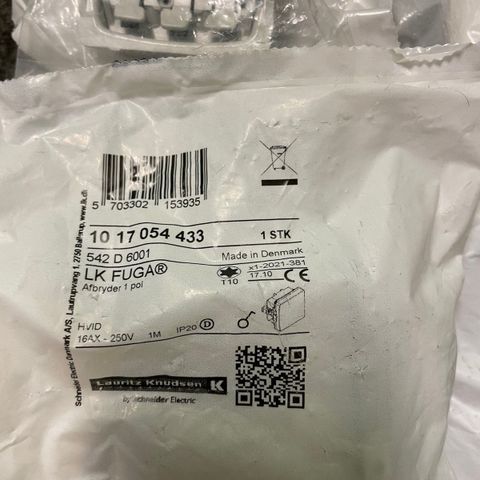 5 703302 153935
10 17 054 433 1 STK
542 D 6001 Made in Denmark
LK FUGA®
Afbryder 1 pol
T10
x1-2021-381
17.10 CE
HVID
16AX - 250V 1M IP20 D
Lauritz Knudsen K
by Schneider Electric
Schneider Electric Danmark A/S, Lautrupvang 1, 2750 Ballerup, www.lk.dk